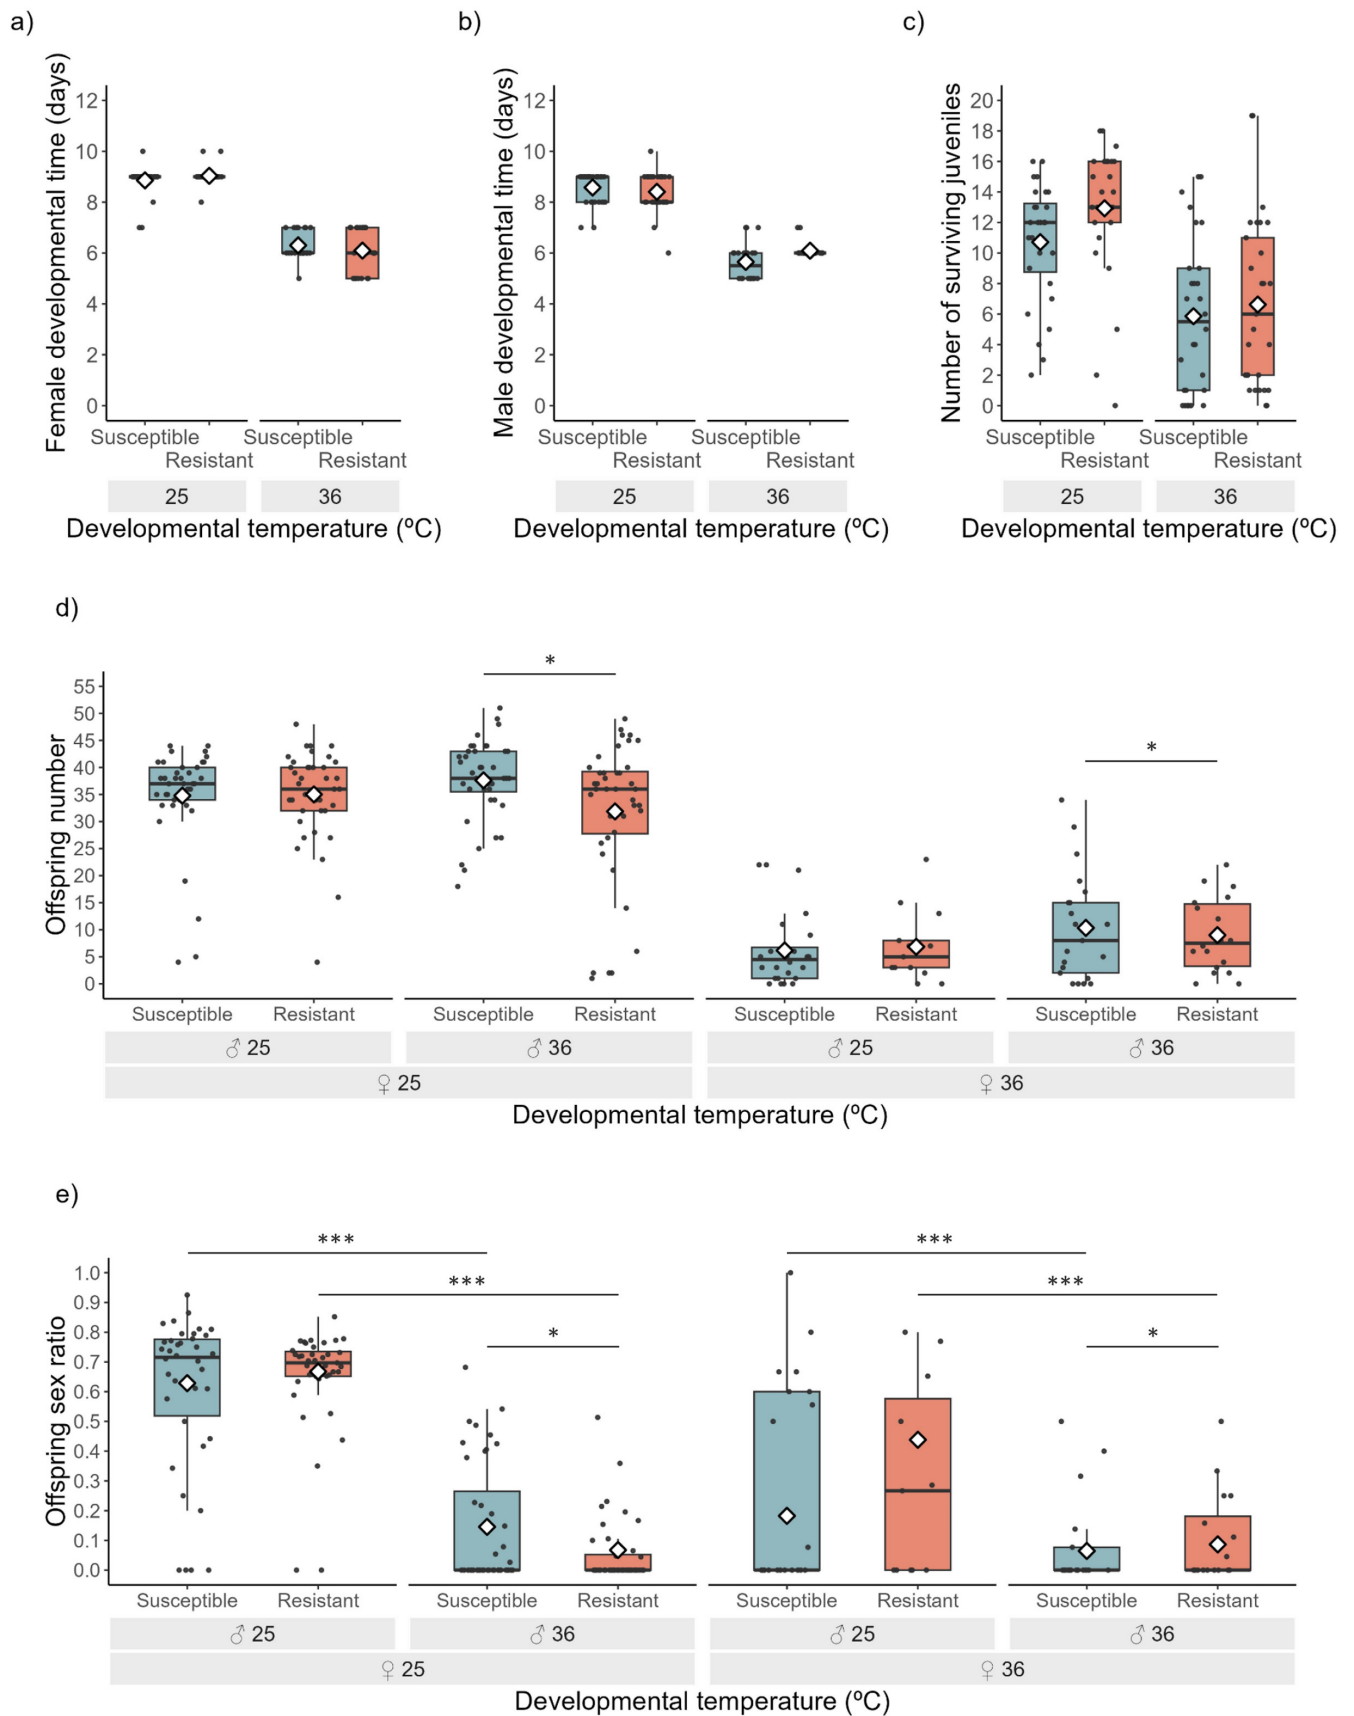 a)
Female developmental time (days)
12
10
8
6
4
2
0
Susceptible
Resistant
Susceptible
Resistant
25
36
Developmental temperature (ºC)
b)
Male developmental time (days)
12
10
8
6
4
2
0
Susceptible
Resistant
Susceptible
Resistant
25
36
Developmental temperature (ºC)
c)
Number of surviving juveniles
20
18
16
14
12
10
8
6
4
2
0
Susceptible
Resistant
Susceptible
Resistant
25
36
Developmental temperature (ºC)
d)
Offspring number
55
50
45
40
35
30
25
20
15
10
5
0
*
*
Susceptible Resistant Susceptible Resistant Susceptible Resistant Susceptible Resistant
♂ 25 ♂ 36 ♂ 25 ♂ 36
♀ 25 ♀ 36
Developmental temperature (ºC)
e)
Offspring sex ratio
1.0
0.9
0.8
0.7
0.6
0.5
0.4
0.3
0.2
0.1
0.0
*** ***
*** ***
* *
Susceptible Resistant Susceptible Resistant Susceptible Resistant Susceptible Resistant
♂ 25 ♂ 36 ♂ 25 ♂ 36
♀ 25 ♀ 36
Developmental temperature (ºC)